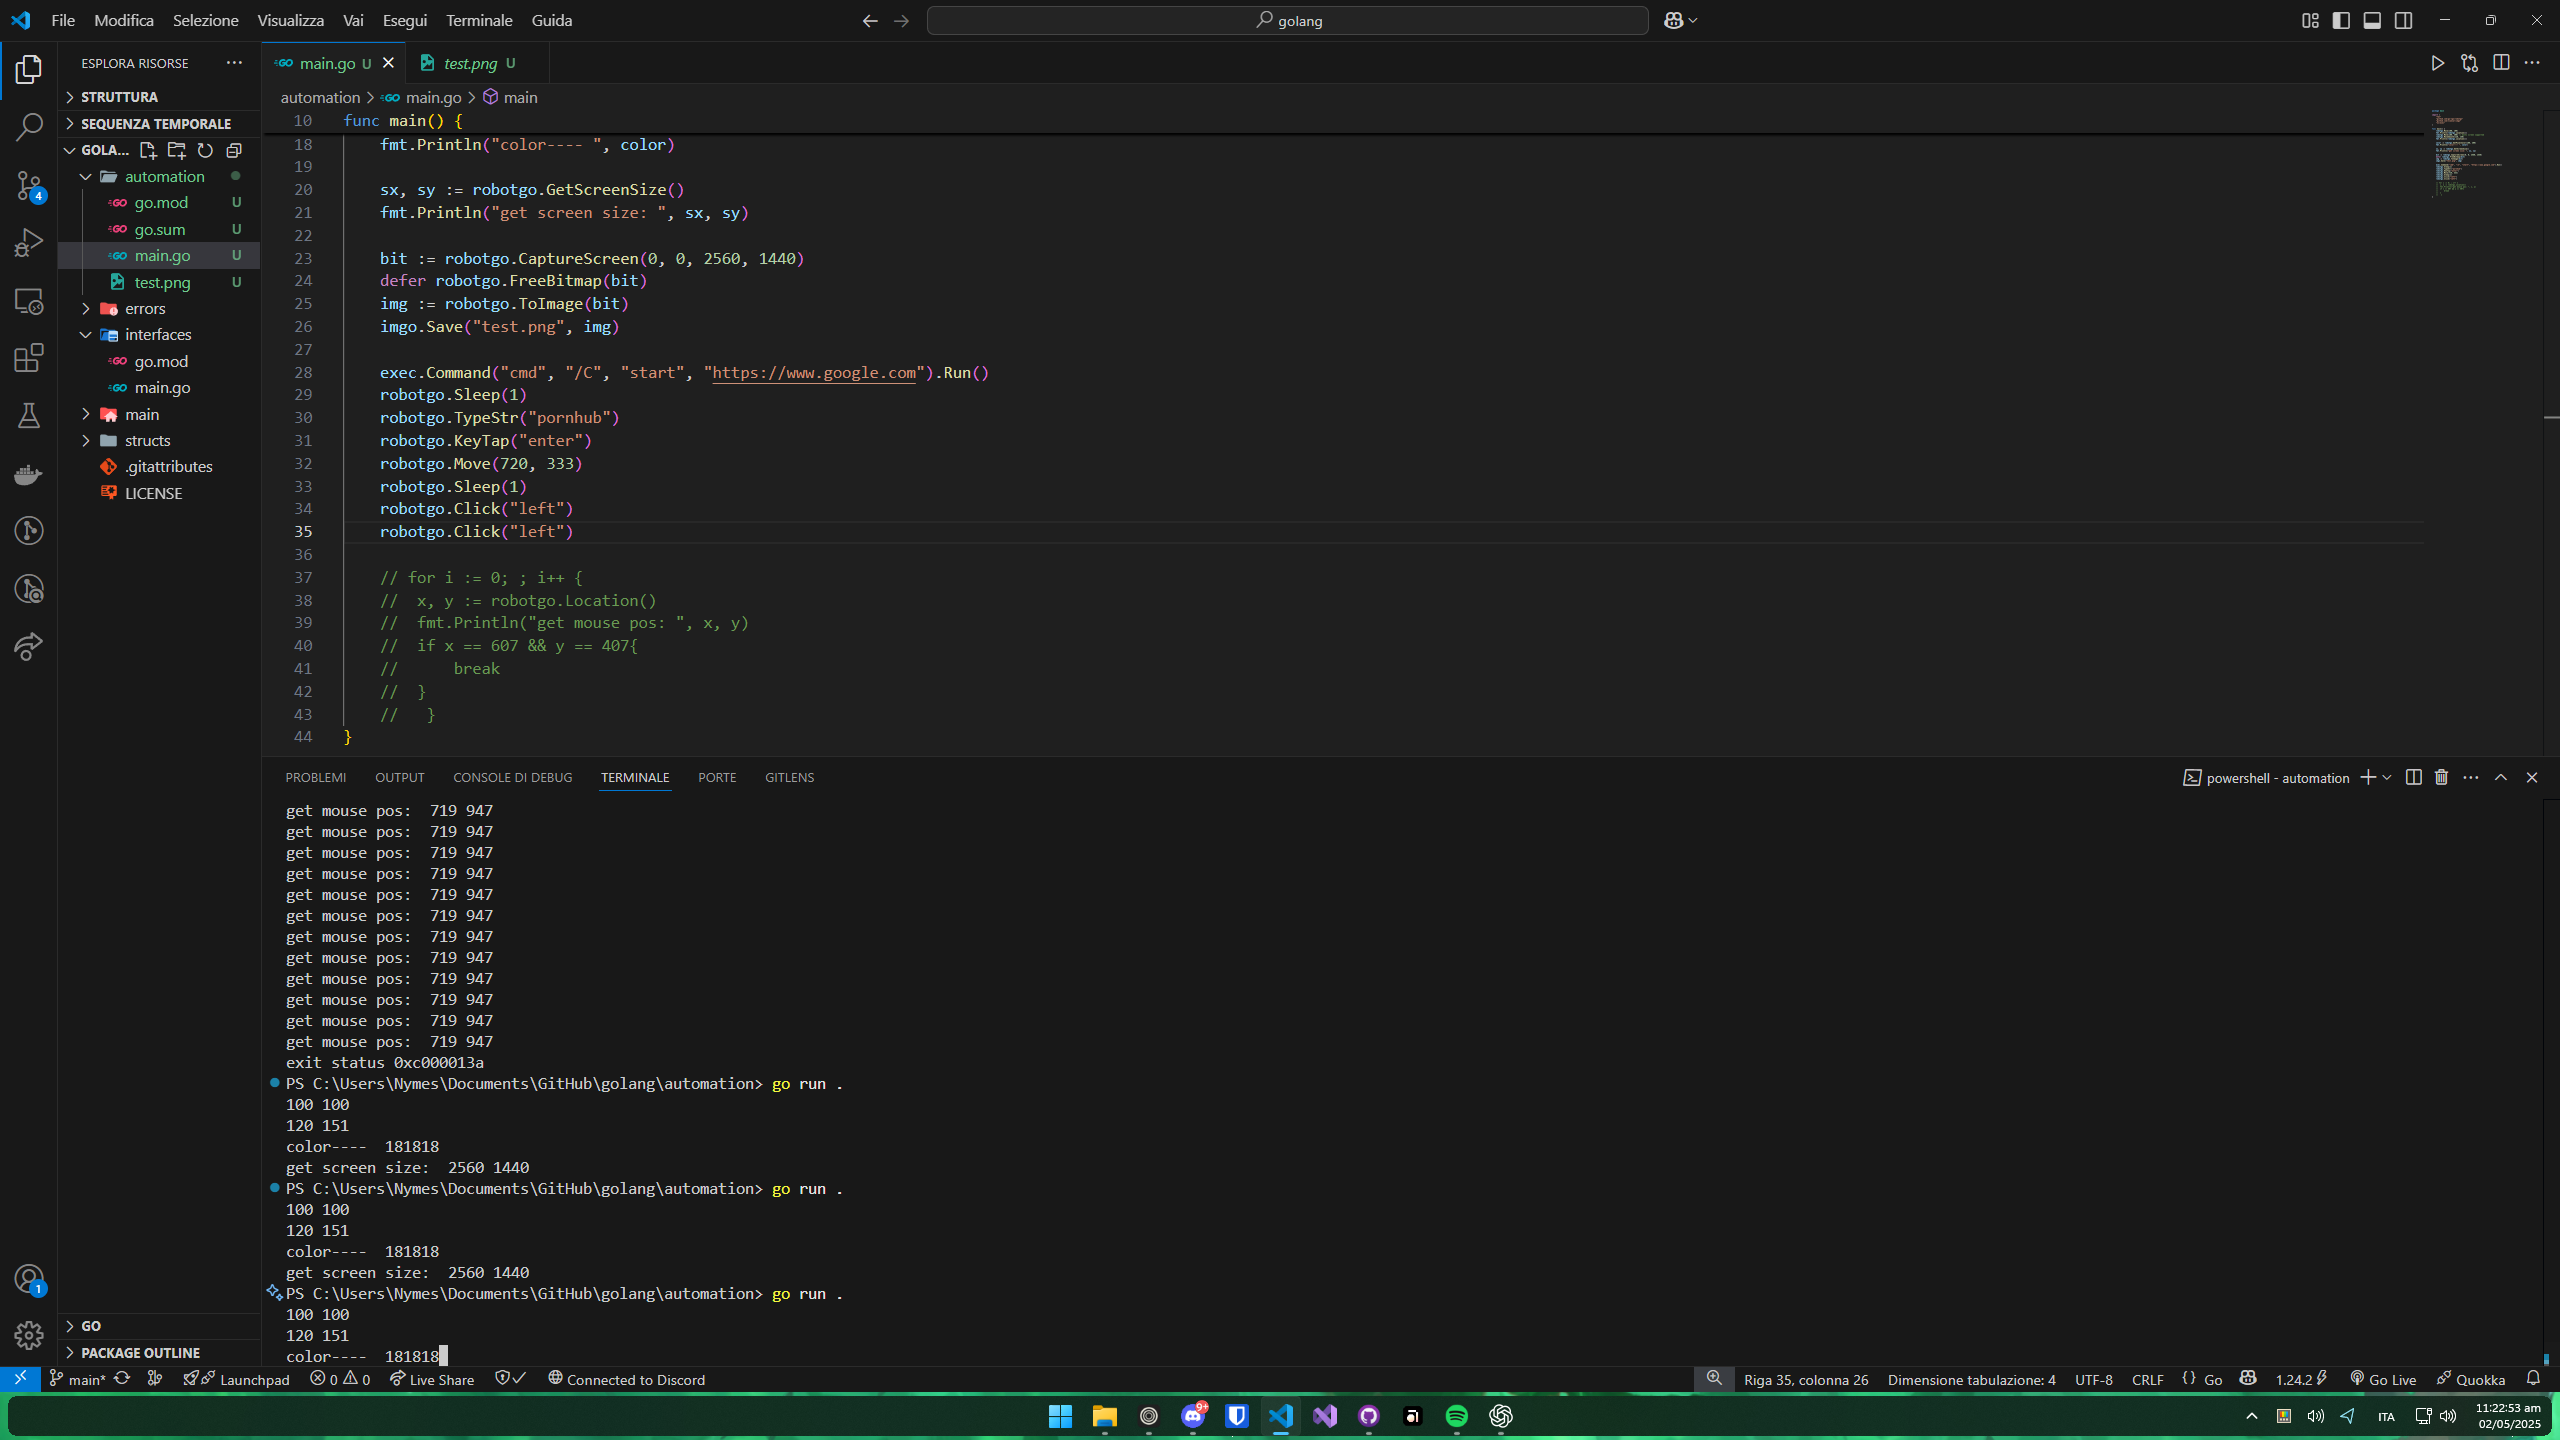 File Modifica Selezione Visualizza Vai Esegui Terminale Guida
golang
ESPLORA RISORSE
STRUTTURA
SEQUENZA TEMPORALE
GOLA...
automation
go.mod U
go.sum U
main.go U
test.png U
errors
interfaces
go.mod
main.go
main
structs
.gitattributes
LICENSE
GO
PACKAGE OUTLINE
4
1
main.go U
test.png U
automation > main.go > main
10 func main() {
18 fmt.Println("color---- ", color)
19
20 sx, sy := robotgo.GetScreenSize()
21 fmt.Println("get screen size: ", sx, sy)
22
23 bit := robotgo.CaptureScreen(0, 0, 2560, 1440)
24 defer robotgo.FreeBitmap(bit)
25 img := robotgo.ToImage(bit)
26 imgo.Save("test.png", img)
27
28 exec.Command("cmd", "/C", "start", "https://www.google.com").Run()
29 robotgo.Sleep(1)
30 robotgo.TypeStr("pornhub")
31 robotgo.KeyTap("enter")
32 robotgo.Move(720, 333)
33 robotgo.Sleep(1)
34 robotgo.Click("left")
35 robotgo.Click("left")
36
37 // for i := 0; ; i++ {
38 // x, y := robotgo.Location()
39 // fmt.Println("get mouse pos: ", x, y)
40 // if x == 607 && y == 407{
41 // break
42 // }
43 // }
44 }
PROBLEMI OUTPUT CONSOLE DI DEBUG TERMINALE PORTE GITLENS
powershell - automation
get mouse pos:  719 947
get mouse pos:  719 947
get mouse pos:  719 947
get mouse pos:  719 947
get mouse pos:  719 947
get mouse pos:  719 947
get mouse pos:  719 947
get mouse pos:  719 947
get mouse pos:  719 947
get mouse pos:  719 947
get mouse pos:  719 947
get mouse pos:  719 947
exit status 0xc000013a
PS C:\Users\Nymes\Documents\GitHub\golang\automation> go run .
100 100
120 151
color----  181818
get screen size:  2560 1440
PS C:\Users\Nymes\Documents\GitHub\golang\automation> go run .
100 100
120 151
color----  181818
get screen size:  2560 1440
PS C:\Users\Nymes\Documents\GitHub\golang\automation> go run .
100 100
120 151
color----  181818
main* Launchpad 0 0 Live Share Connected to Discord
Riga 35, colonna 26 Dimensione tabulazione: 4 UTF-8 CRLF {} Go 1.24.2 Go Live Quokka
9+
ITA
11:22:53 am
02/05/2025